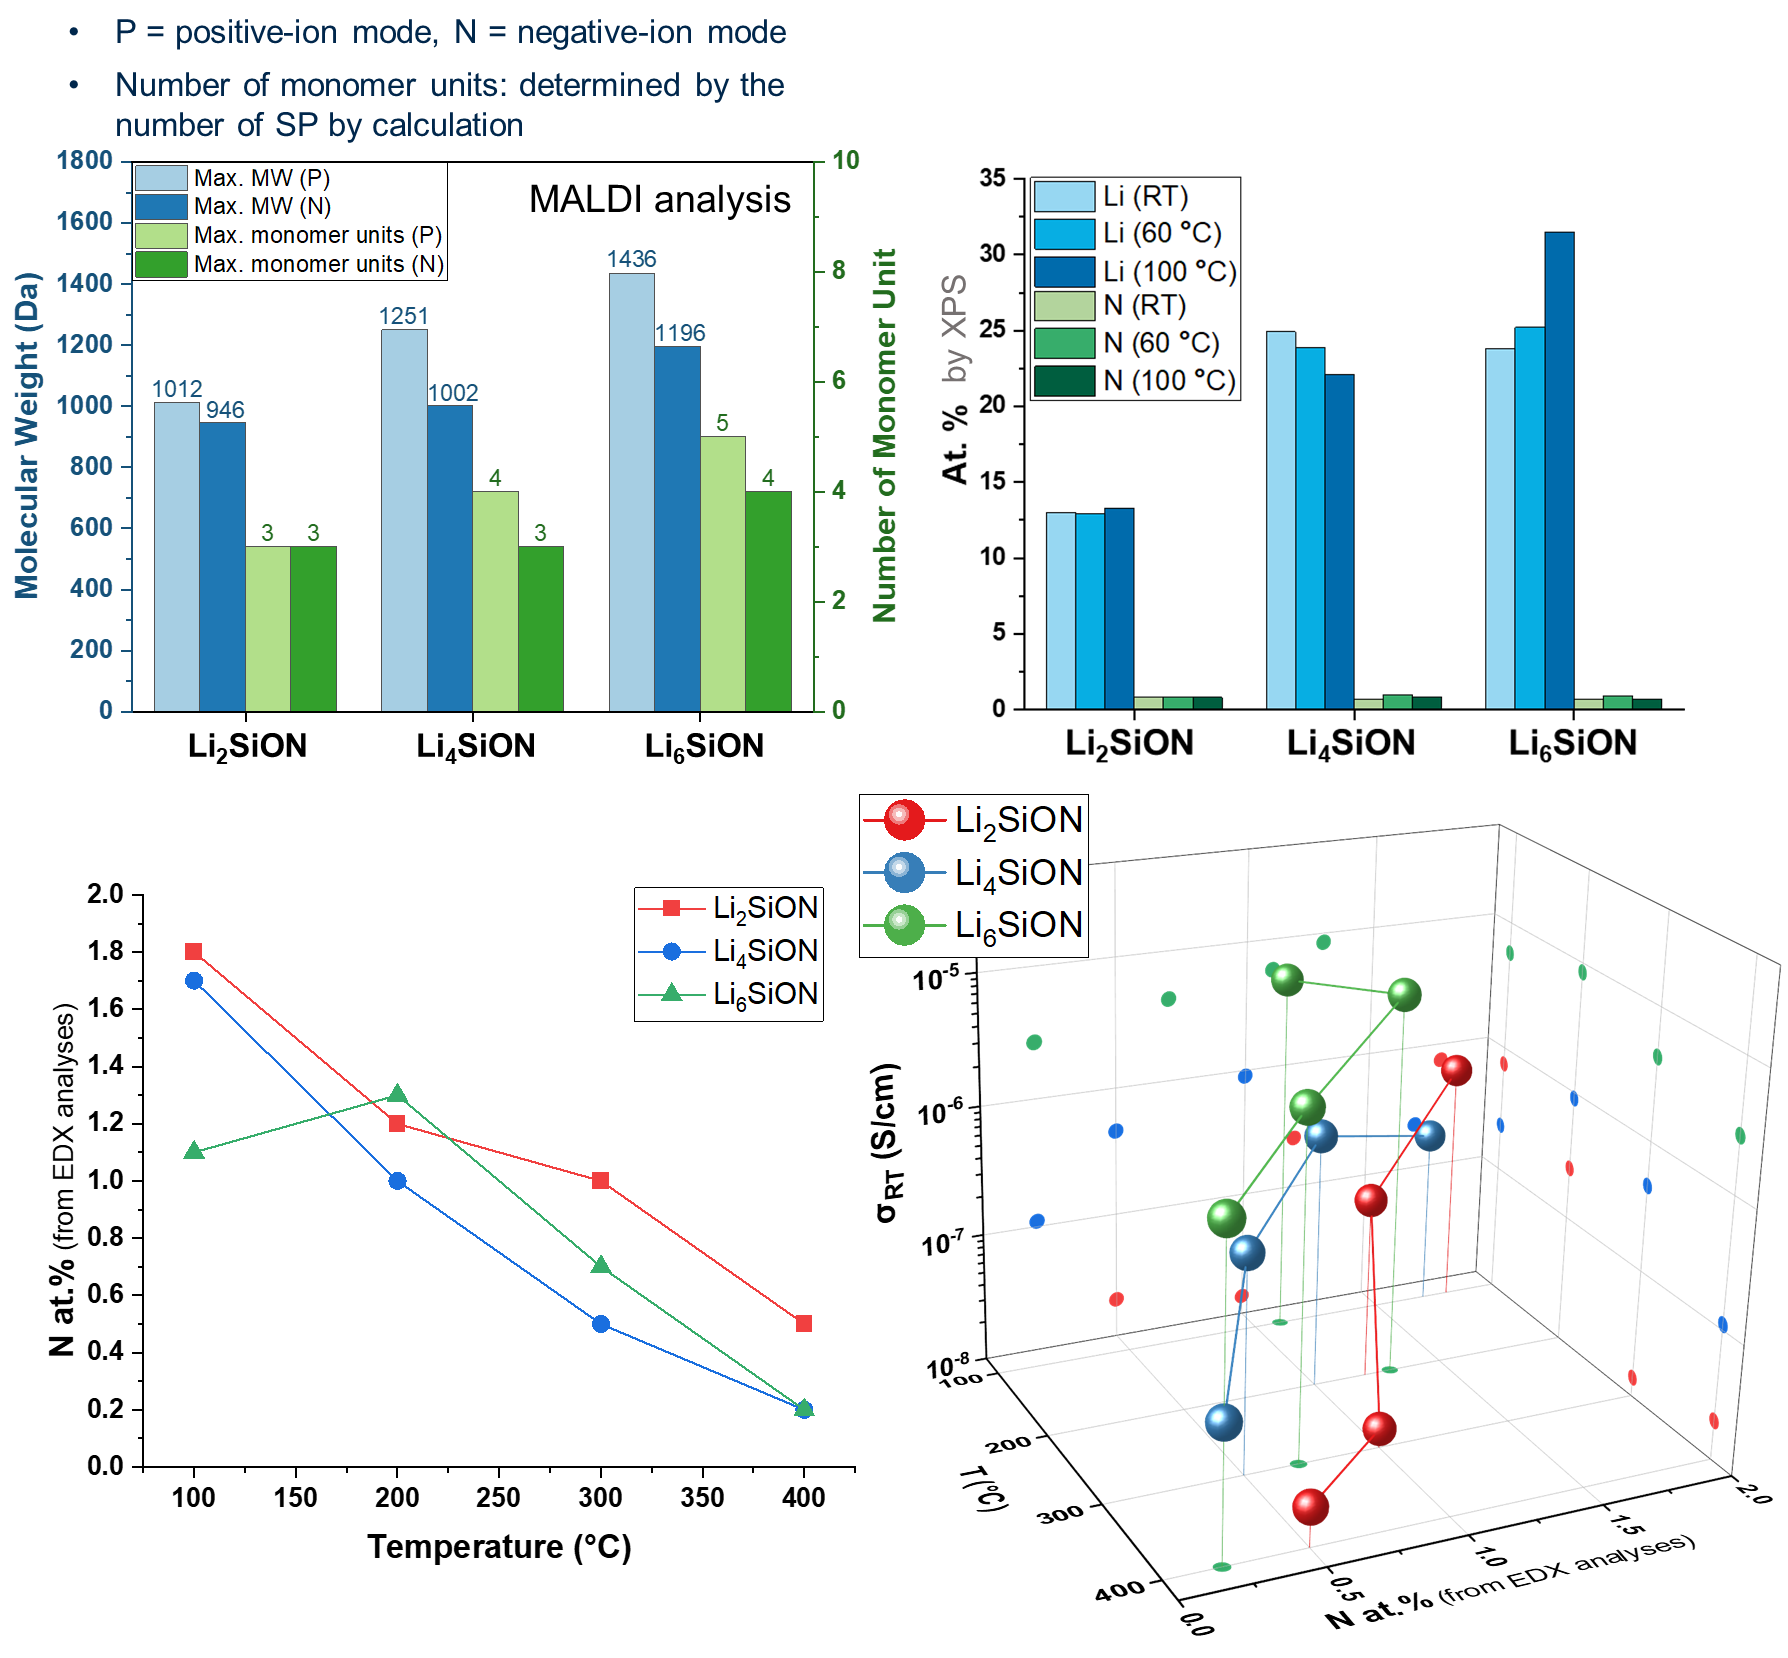 • P = positive-ion mode, N = negative-ion mode
• Number of monomer units: determined by the
number of SP by calculation
1800
1600
1400
1200
1000
800
600
400
200
0
Molecular Weight (Da)
Max. MW (P)
Max. MW (N)
Max. monomer units (P)
Max. monomer units (N)
MALDI analysis
1012
946
3
3
1251
1002
4
3
1436
1196
5
4
10
8
6
4
2
0
Number of Monomer Unit
Li2SiON
Li4SiON
Li6SiON
35
30
25
20
15
10
5
0
At. % by XPS
Li (RT)
Li (60 °C)
Li (100 °C)
N (RT)
N (60 °C)
N (100 °C)
Li2SiON
Li4SiON
Li6SiON
2.0
1.8
1.6
1.4
1.2
1.0
0.8
0.6
0.4
0.2
0.0
N at.% (from EDX analyses)
Li2SiON
Li4SiON
Li6SiON
100
150
200
250
300
350
400
Temperature (°C)
Li2SiON
Li4SiON
Li6SiON
10-5
10-6
10-7
10-8
σRT (S/cm)
100
200
300
400
T (°C)
0.0
0.5
1.0
1.5
2.0
N at.% (from EDX analyses)